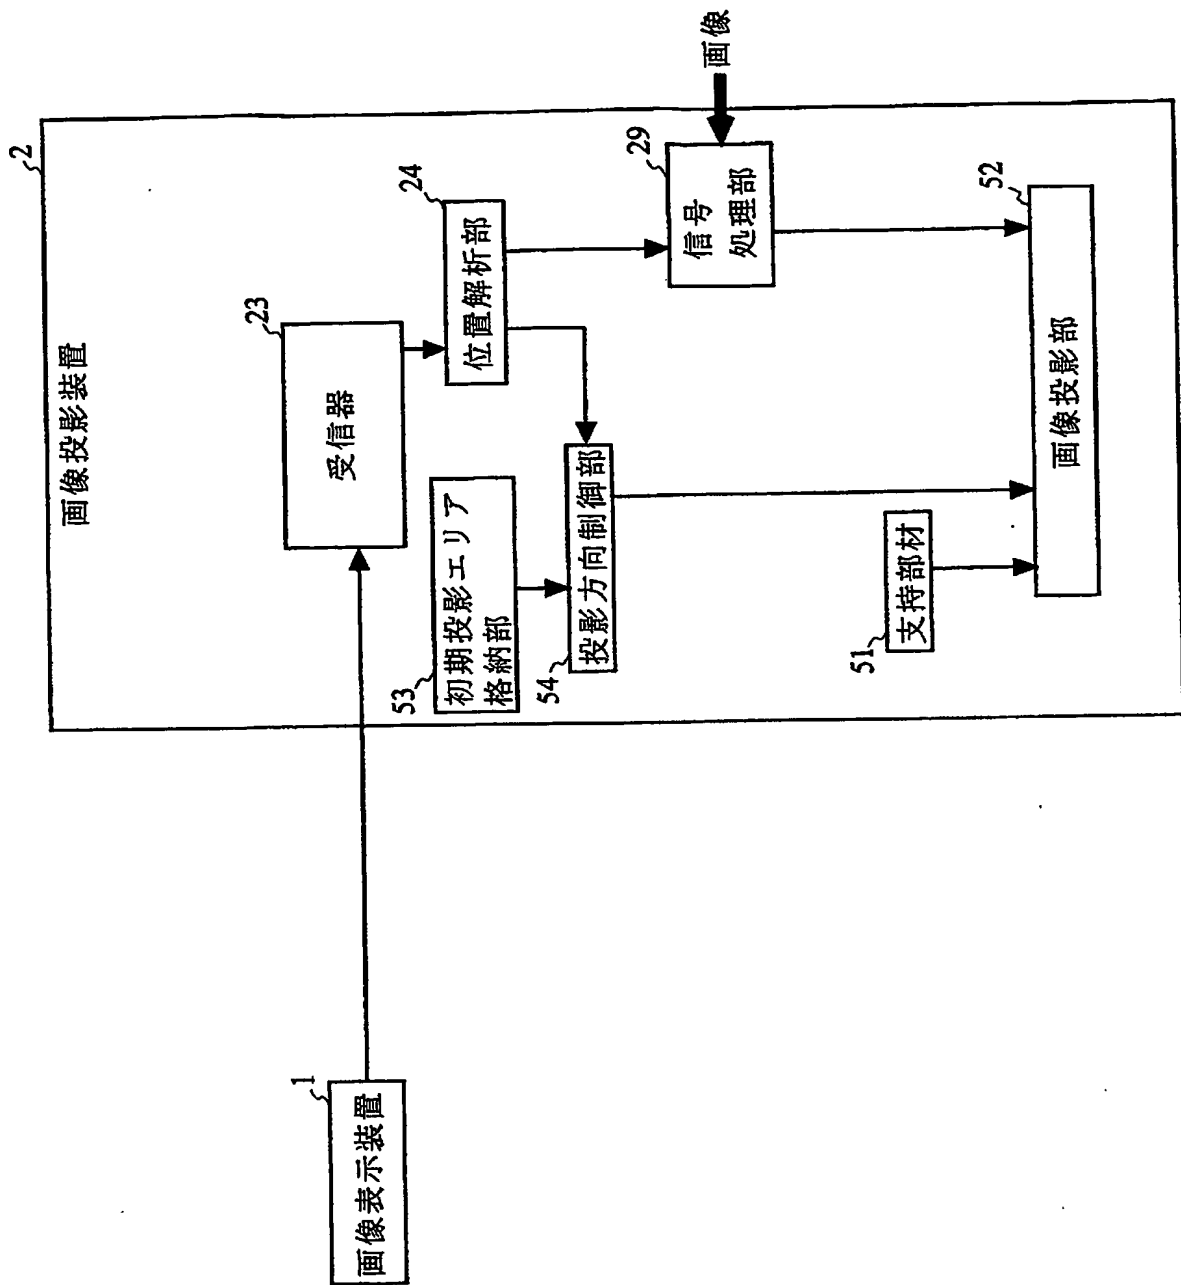 2
画像投影装置
23
受信器
24
位置解析部
29
信号
処理部
画像
53
初期投影エリア
格納部
54
投影方向制御部
51
支持部材
52
画像投影部
1
画像表示装置